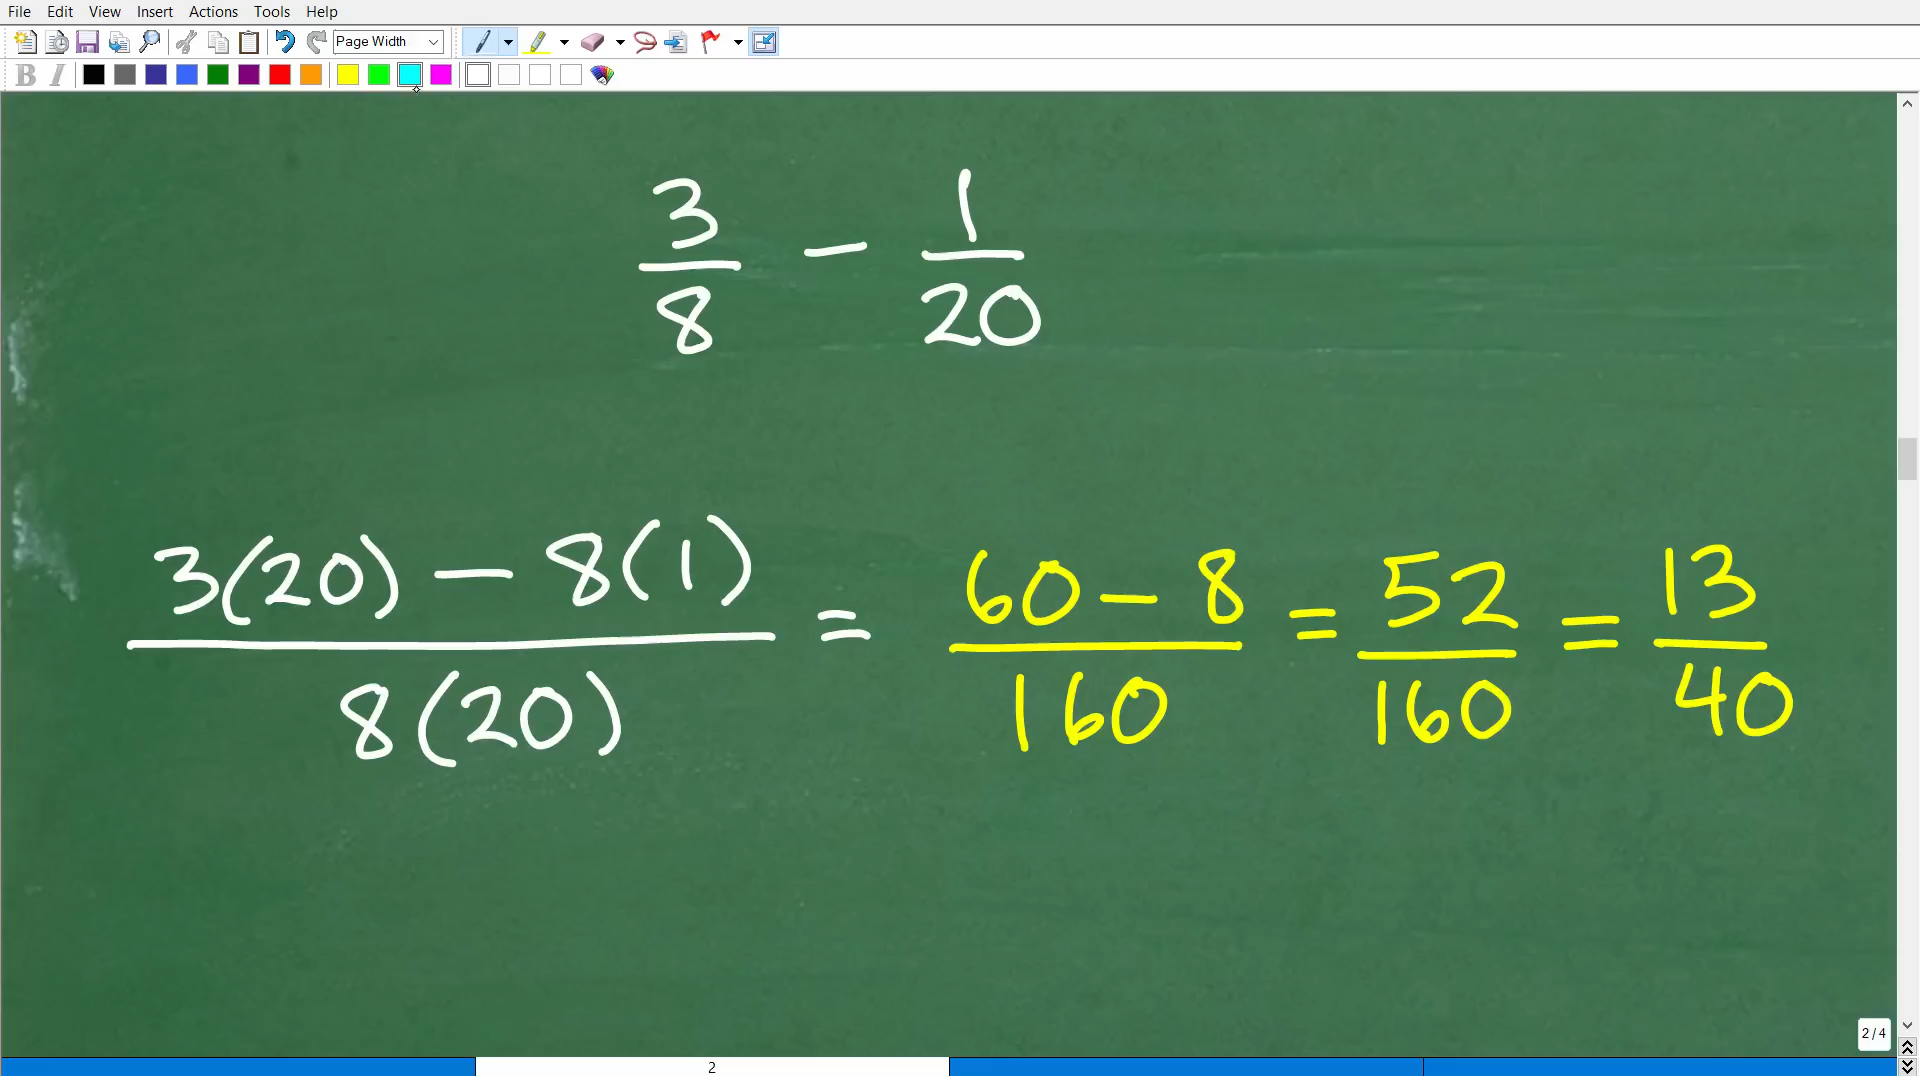 File Edit View Insert Actions Tools Help
Page Width
B I
3/8 - 1/20
3(20) - 8(1) / 8(20) = 60 - 8 / 160 = 52/160 = 13/40
2 / 4
2